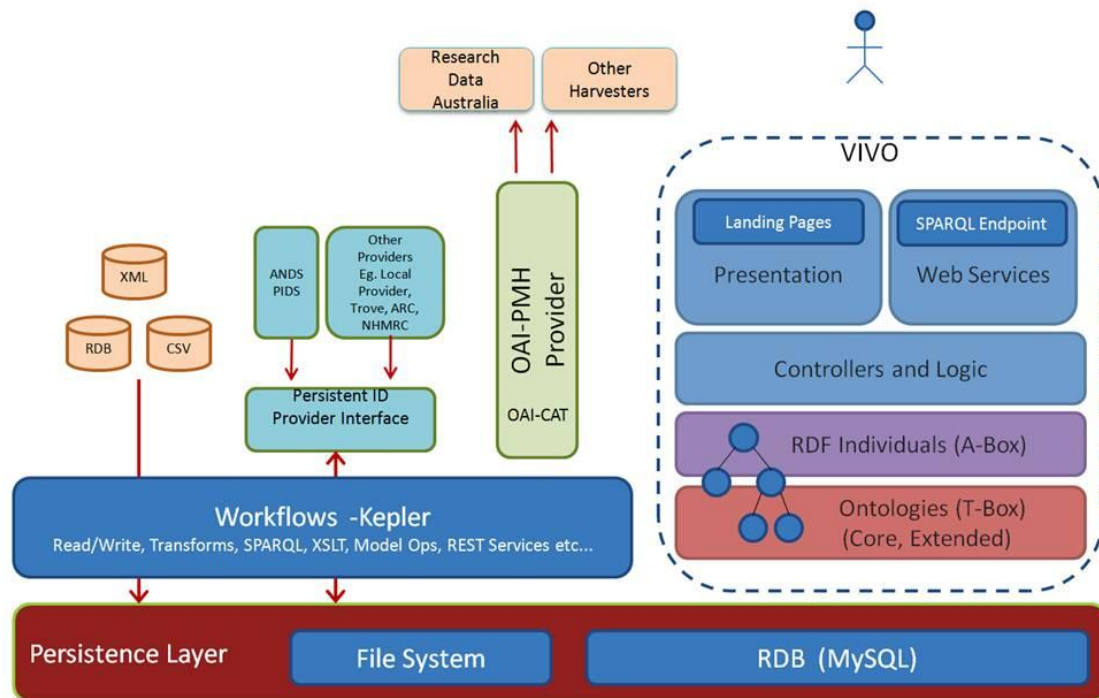 Research
Data
Australia
Other
Harvesters
VIVO
Landing Pages
Presentation
SPARQL Endpoint
Web Services
XML
RDB
CSV
ANDS
PIDS
Other
Providers
Eg. Local
Provider,
Trove, ARC,
NHMRC
OAI-PMH
Provider
OAI-CAT
Persistent ID
Provider Interface
Controllers and Logic
RDF Individuals (A-Box)
Ontologies (T-Box)
(Core, Extended)
Workflows -Kepler
Read/Write, Transforms, SPARQL, XSLT, Model Ops, REST Services etc...
Persistence Layer
File System
RDB (MySQL)